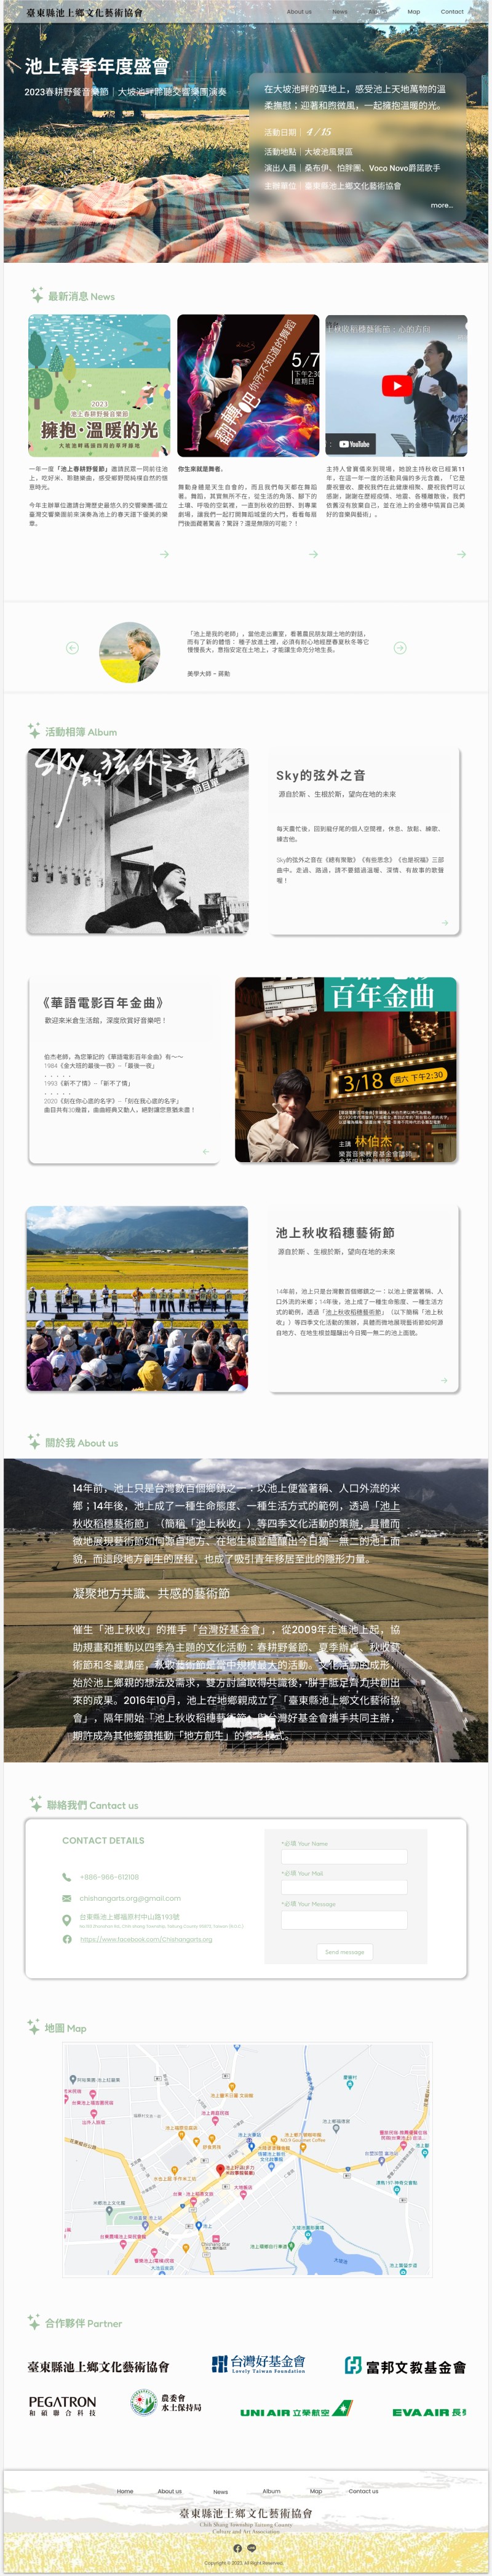 臺東縣池上鄉文化藝術協會
About us
News
Album
Map
Contact
池上春季年度盛會
2023春耕野餐音樂節｜大坡池畔聆聽交響樂團演奏
在大坡池畔的草地上，感受池上天地萬物的溫
柔撫慰；迎著和煦微風，一起擁抱溫暖的光。
活動日期｜4/15
活動地點｜大坡池風景區
演出人員｜桑布伊、怕胖團、Voco Novo爵諾歌手
主辦單位｜臺東縣池上鄉文化藝術協會
more...
最新消息 News
2023
池上春耕野餐音樂節
擁抱·溫暖的光
5/7
下午2:30
星期日
你所不知道的舞蹈
池上秋收稻穗藝術節：心的方向
YouTube
一年一度「池上春耕野餐節」邀請民眾一同前往池
上，吃好米、聆聽樂曲，感受鄉野間純樸自然的愜
意時光。
今年主辦單位邀請台灣歷史最悠久的交響樂團-國立
臺灣交響樂團前來演奏為池上的春天譜下優美的樂
章。
你生來就是舞者。
舞動身體是天生自會的，而且我們每天都在舞蹈
著。舞蹈，其實無所不在，從生活的角落、腳下的
土壤、呼吸的空氣裡，一直到秋收後的田野、到專業
劇場，讓我們一起打開舞蹈城堡的大門，看看每扇
門後面藏著驚喜？驚訝？還是無限的可能？！
主持人曾寶儀來到現場，她說主持秋收已經第11
年，在這一年一度的活動具備的多元含義，「它是
慶祝豐收、慶祝我們在此健康相聚、慶祝我們可以
感謝，謝謝在歷經疫情、地震、各種離散後，我們
依舊沒有放棄自己，並在池上的金穗中犒賞自己美
好的音樂與藝術」。
「池上是我的老師」，當他走出畫室，看著農民朋友跟土地的對話，
而有了新的體悟： 種子放進土裡，必須有耐心地經歷春夏秋冬等它
慢慢長大，會指安定在土地上，才能讓生命充分地生長。
美學大師 - 蔣勳
活動相簿 Album
Sky的弦外之音
節目單
Sky的弦外之音
源自於斯 、生根於斯，望向在地的未來
每天農忙後，回到龍仔尾的個人空間裡，休息、放鬆、練歌、
練吉他。
Sky的弦外之音在《經有聚散》《有些思念》《也是祝福》三部
曲中，走過、路過，請不要錯過溫暖、深情、有故事的歌聲
喔！
《華語電影百年金曲》
歡迎來米倉生活館，深度欣賞好音樂吧！
伯杰老師，為您筆記的《華語電影百年金曲》有～～
1984《金大班的最後一夜》–「最後一夜」
．．．．．
1993《新不了情》–「新不了情」
．．．．．
2020《刻在你心底的名字》–「刻在我心底的名字」
曲目共有30幾首，曲曲經典又動人，絕對讓您意猶未盡！
百年金曲
3/18
週六 下午2:30
主講
林伯杰
池上秋收稻穗藝術節
源自於斯 、生根於斯，望向在地的未來
14年前，池上只是台灣數百個鄉鎮之一；以池上便當著稱、人
口外流的米鄉；14年後，池上成了一種生命態度、一種生活方
式的範例，透過「池上秋收稻穗藝術節」（以下簡稱「池上秋
收」）等四季文化活動的策辦，具體而微地展現藝術節如何源
自地方、在地生根並醞釀出今日獨一無二的池上面貌。
關於我 About us
14年前，池上只是台灣數百個鄉鎮之一；以池上便當著稱、人口外流的米
鄉；14年後，池上成了一種生命態度、一種生活方式的範例，透過「池上
秋收稻穗藝術節」（簡稱「池上秋收」）等四季文化活動的策辦，具體而
微地展現藝術節如何源自地方、在地生根並醞釀出今日獨一無二的池上面
貌，而這段地方創生的歷程，也成了吸引青年移居至此的隱形力量。
凝聚地方共識、共感的藝術節
催生「池上秋收」的推手「台灣好基金會」，從2009年走進池上起，協
助規畫和推動以四季為主題的文化活動：春耕野餐節、夏季辦桌、秋收藝
術節和冬藏講座，秋收藝術節是當中規模最大的活動。文化活動的成形，
始於池上鄉親的想法及需求，雙方討論取得共識後，胼手胝足齊力共創出
來的成果。2016年10月，池上在地鄉親成立了「臺東縣池上鄉文化藝術協
會」，隔年開始「池上秋收稻穗藝術節」與台灣好基金會攜手共同主辦，
期許成為其他鄉鎮推動「地方創生」的參考模式。
聯絡我們 Cantact us
CONTACT DETAILS
+886-966-612108
chishangarts.org@gmail.com
台東縣池上鄉福原村中山路193號
https://www.facebook.com/Chishangarts.org
*必填 Your Name
*必填 Your Mail
*必填 Your Message
Send message
地圖 Map
合作夥伴 Partner
臺東縣池上鄉文化藝術協會
台灣好基金會
Lovely Taiwan Foundation
富邦文教基金會
PEGATRON
和碩聯合科技
農委會
水土保持局
UNI AIR 立榮航空
EVA AIR 長
Home
About us
News
Album
Map
Contact us
臺東縣池上鄉文化藝術協會
Chih Shang Township Taitung County
Culture and Art Association
Copyright © 2023, All Right Reserved.